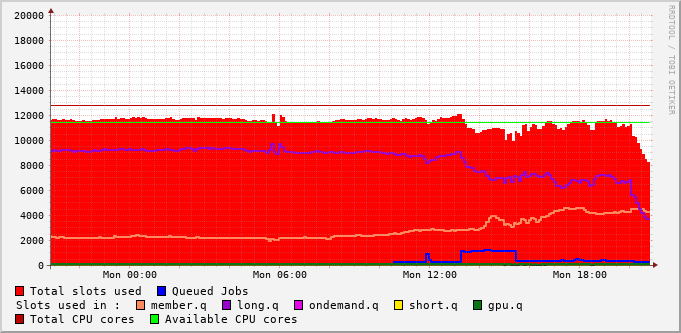 20000
18000
16000
14000
12000
10000
8000
6000
4000
2000
0
Mon 00:00 Mon 06:00 Mon 12:00 Mon 18:00
RRDTOOL / TOBI OETIKER
Total slots used Queued Jobs
Slots used in : member.q long.q ondemand.q short.q gpu.q
Total CPU cores Available CPU cores